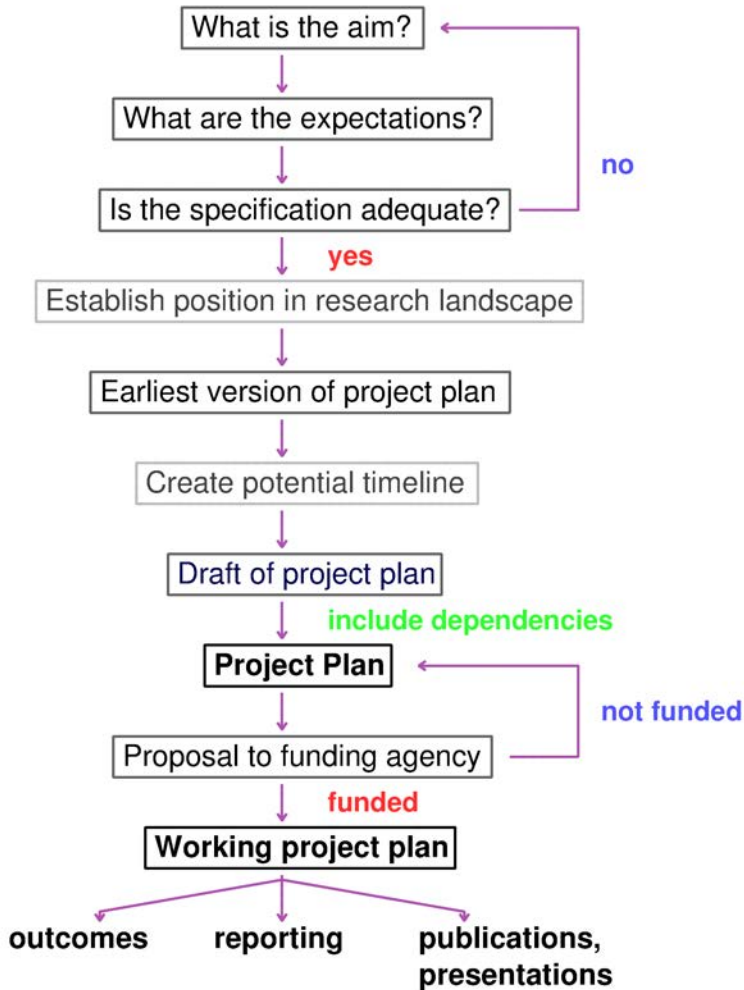 What is the aim?
What are the expectations?
no
Is the specification adequate?
yes
Establish position in research landscape
Earliest version of project plan
Create potential timeline
Draft of project plan
include dependencies
Project Plan
not funded
Proposal to funding agency
funded
Working project plan
outcomes
reporting
publications,
presentations